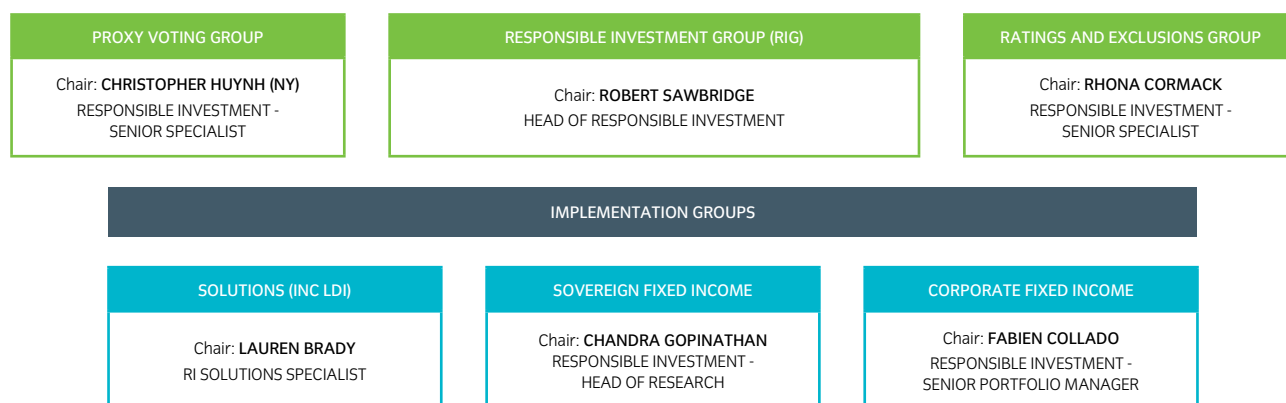 PROXY VOTING GROUP
Chair: CHRISTOPHER HUYNH (NY)
RESPONSIBLE INVESTMENT -
SENIOR SPECIALIST
RESPONSIBLE INVESTMENT GROUP (RIG)
Chair: ROBERT SAWBRIDGE
HEAD OF RESPONSIBLE INVESTMENT
RATINGS AND EXCLUSIONS GROUP
Chair: RHONA CORMACK
RESPONSIBLE INVESTMENT -
SENIOR SPECIALIST
IMPLEMENTATION GROUPS
SOLUTIONS (INC LDI)
Chair: LAUREN BRADY
RI SOLUTIONS SPECIALIST
SOVEREIGN FIXED INCOME
Chair: CHANDRA GOPINATHAN
RESPONSIBLE INVESTMENT -
HEAD OF RESEARCH
CORPORATE FIXED INCOME
Chair: FABIEN COLLADO
RESPONSIBLE INVESTMENT -
SENIOR PORTFOLIO MANAGER